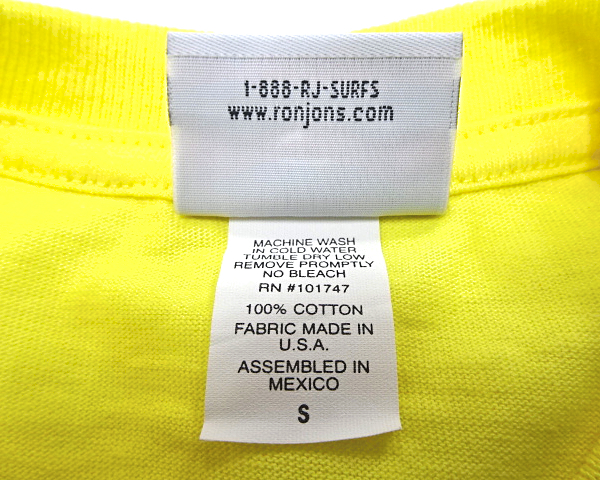 1-888-RJ-SURFS
www.ronjons.com
MACHINE WASH
IN COLD WATER
TUMBLE DRY LOW
REMOVE PROMPTLY
NO BLEACH
RN #101747
100% COTTON
FABRIC MADE IN
U.S.A.
ASSEMBLED IN
MEXICO
S